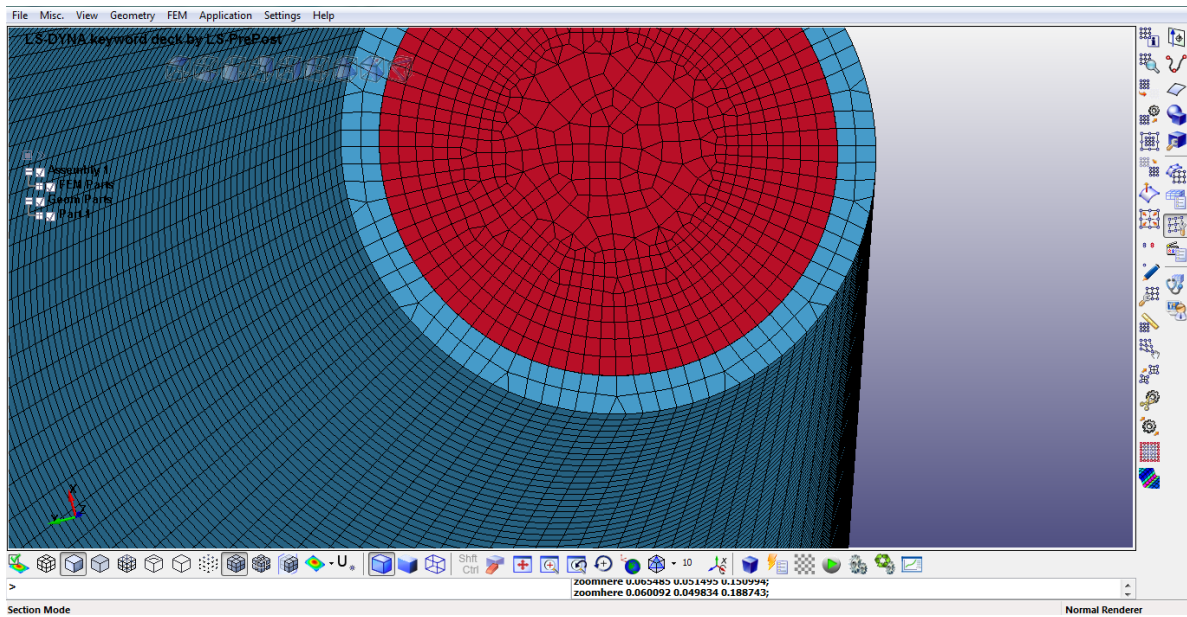 File Misc. View Geometry FEM Application Settings Help
LS-DYNA keyword deck by LS-PrePost
Assembly 1
FEM Parts
Geom Parts
Part 1
X
Y
Z
Shft
Ctrl
10
>
zoomhere 0.065485 0.051495 0.150994;
zoomhere 0.060092 0.049834 0.188743;
Section Mode
Normal Renderer